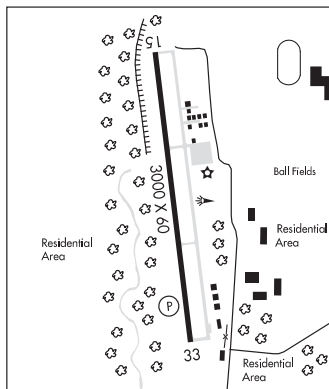 15
3000 X 60
Ball Fields
Residential
Area
Residential
Area
P
33
Residential
Area